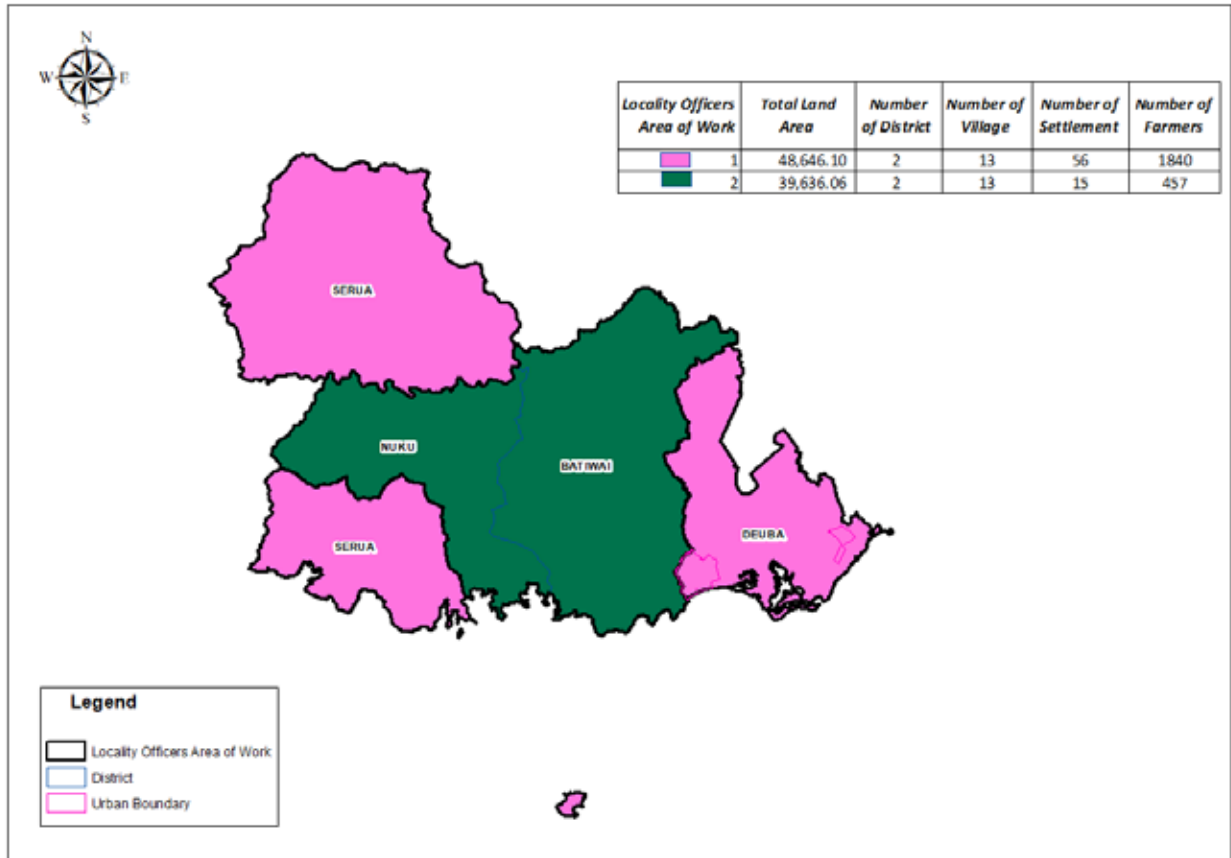 N
W E
S
Locality Officers Area of Work Total Land Area Number of District Number of Village Number of Settlement Number of Farmers
1 48,646.10 2 13 56 1840
2 39,636.06 2 13 15 457
SERUA
NUKU
BATIWAI
SERUA
DEUBA
Legend
Locality Officers Area of Work
District
Urban Boundary